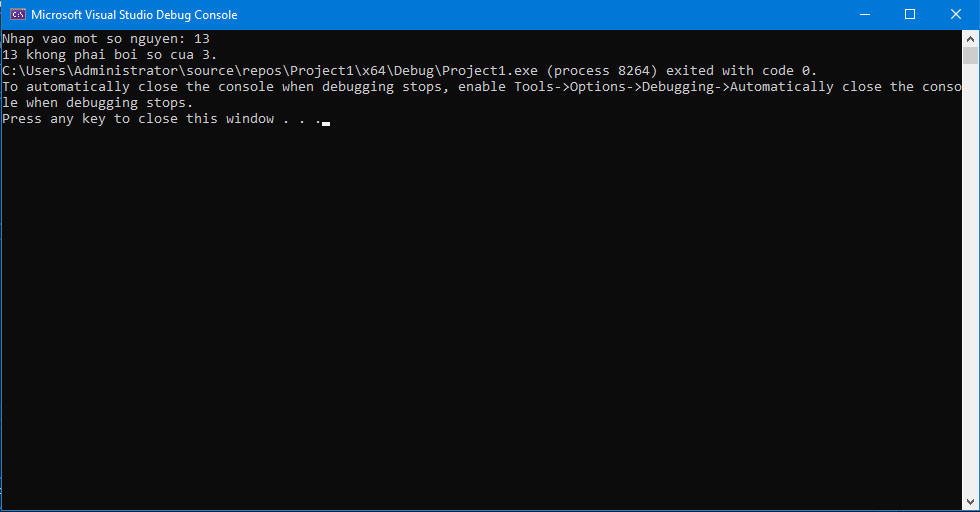 Microsoft Visual Studio Debug Console
Nhap vao mot so nguyen: 13
13 khong phai boi so cua 3.
C:\Users\Administrator\source\repos\Project1\x64\Debug\Project1.exe (process 8264) exited with code 0.
To automatically close the console when debugging stops, enable Tools->Options->Debugging->Automatically close the conso
le when debugging stops.
Press any key to close this window . . .